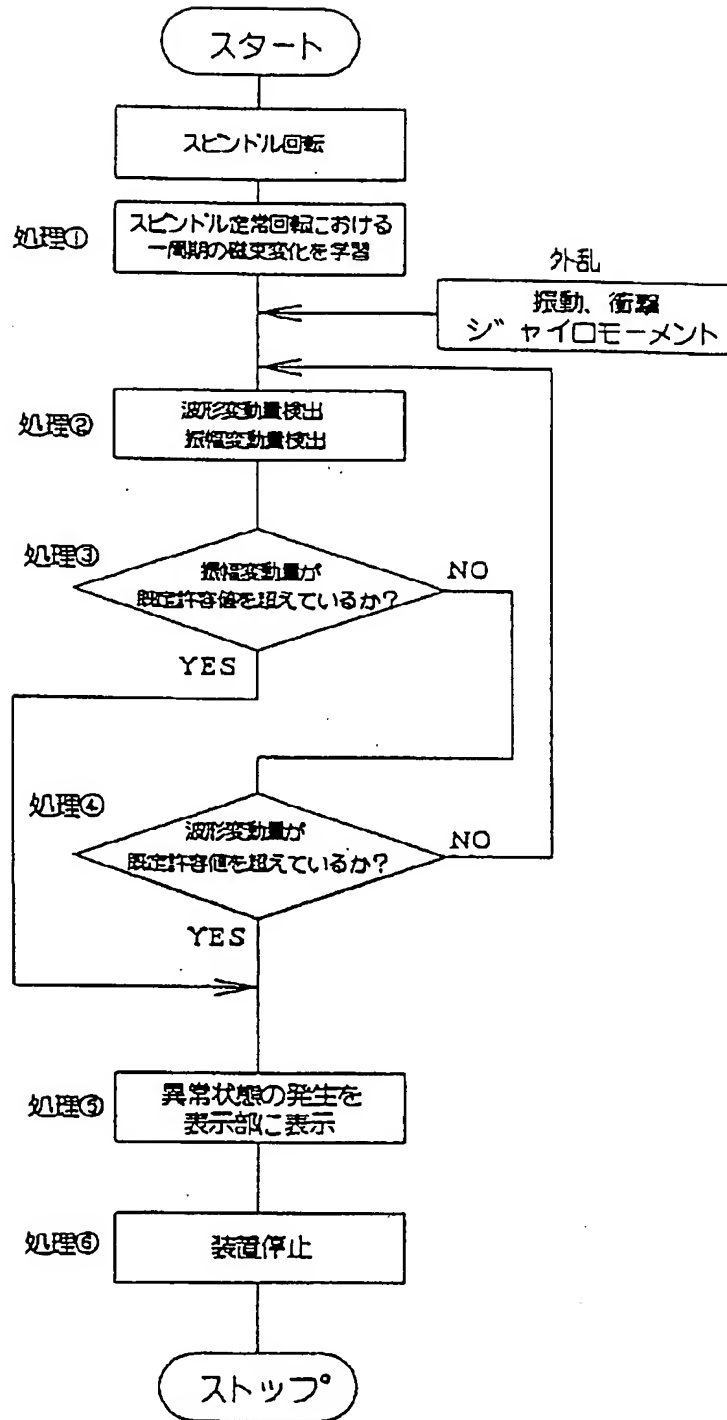 スタート
スピンドル回転
処理①
スピンドル定常回転における
一周期の磁束変化を学習
外乱
振動、衝撃
ジャイロモーメント
処理②
波形変動量検出
振幅変動量検出
処理③
振幅変動量が
既定許容値を超えているか?
NO
YES
処理④
波形変動量が
既定許容値を超えているか?
NO
YES
処理⑤
異常状態の発生を
表示部に表示
処理⑥
装置停止
ストップ